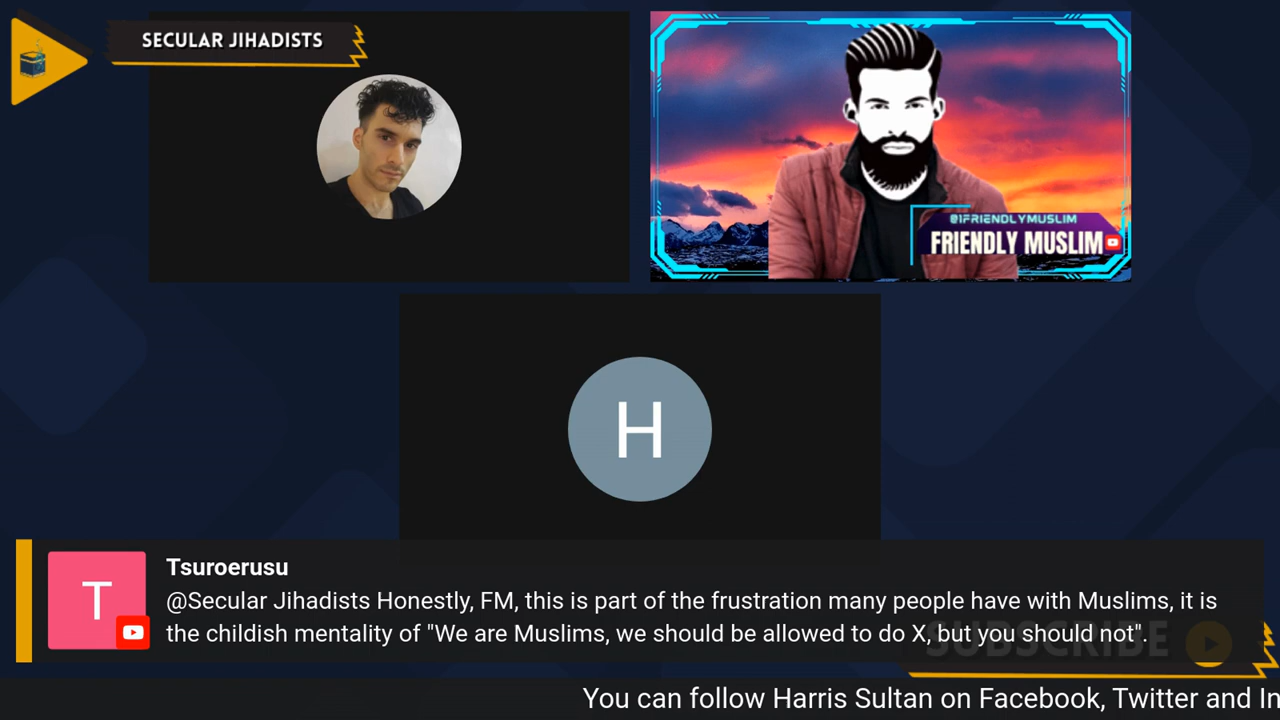 SECULAR JIHADISTS
@1FRIENDLYMUSLIM
FRIENDLY MUSLIM
H
T
Tsuroerusu
@Secular Jihadists Honestly, FM, this is part of the frustration many people have with Muslims, it is
the childish mentality of "We are Muslims, we should be allowed to do X, but you should not".
SUBSCRIBE
You can follow Harris Sultan on Facebook, Twitter and In